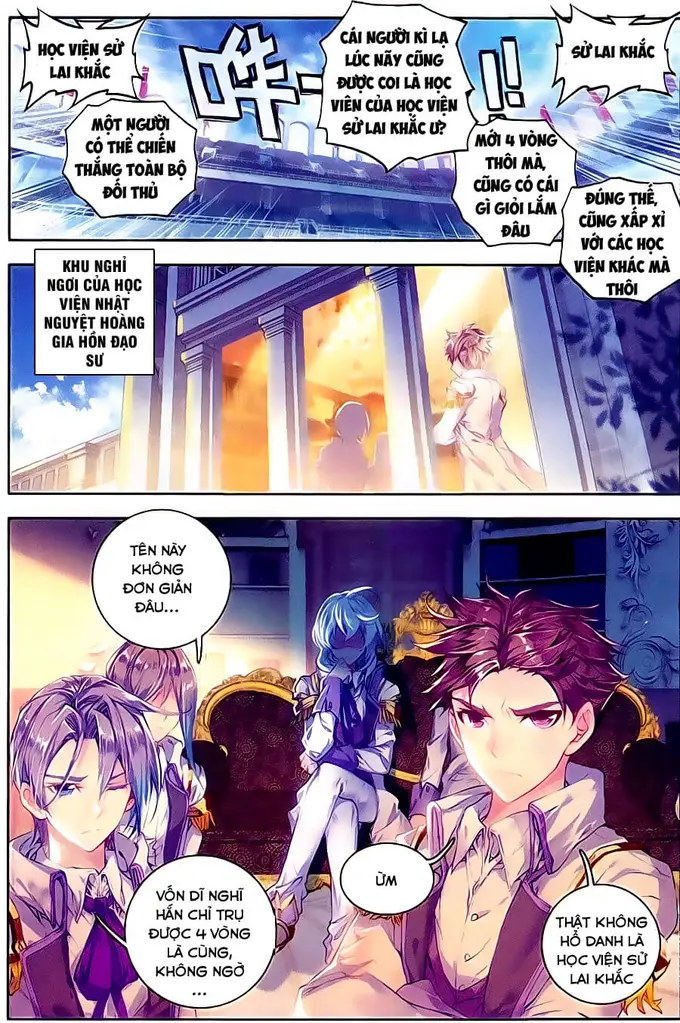 HỌC VIỆN SỬ
LAI KHẮC
MỘT NGƯỜI
CÓ THỂ CHIẾN
THẮNG TOÀN BỘ
ĐỐI THỦ
CÁI NGƯỜI KÌ LẠ
LÚC NÃY CŨNG
ĐƯỢC COI LÀ HỌC
VIÊN CỦA HỌC VIỆN
SỬ LAI KHẮC Ư?
SỬ LAI KHẮC
MỚI 4 VÒNG
THÔI MÀ,
CŨNG CÓ CÁI
GÌ GIỎI LẮM
ĐÂU
ĐÚNG THẾ,
CŨNG XẤP XỈ
VỚI CÁC HỌC
VIỆN KHÁC MÀ
THÔI
KHU NGHỈ
NGƠI CỦA HỌC
VIỆN NHẬT
NGUYỆT HOÀNG
GIA HỒN ĐẠO
SƯ
TÊN NÀY
KHÔNG
ĐƠN GIẢN
ĐÂU...
VỐN DĨ NGHĨ
HẮN CHỈ TRỤ
ĐƯỢC 4 VÒNG
LÀ CÙNG,
KHÔNG NGỜ
...
ỪM
THẬT KHÔNG
HỔ DANH LÀ
HỌC VIỆN SỬ
LAI KHẮC